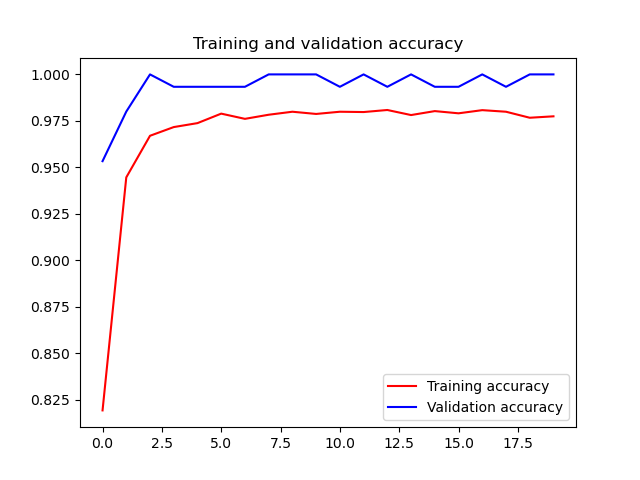 Training and validation accuracy
1.000
0.975
0.950
0.925
0.900
0.875
0.850
0.825
Training accuracy
Validation accuracy
0.0 2.5 5.0 7.5 10.0 12.5 15.0 17.5